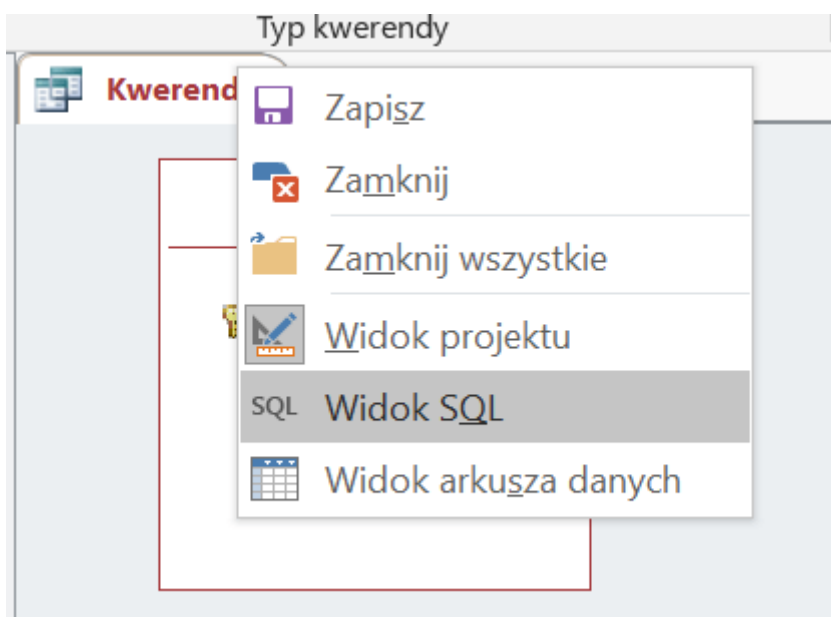 Typ kwerendy
Kwerend
Zapisz
Zamknij
Zamknij wszystkie
Widok projektu
SQL Widok SQL
Widok arkusza danych